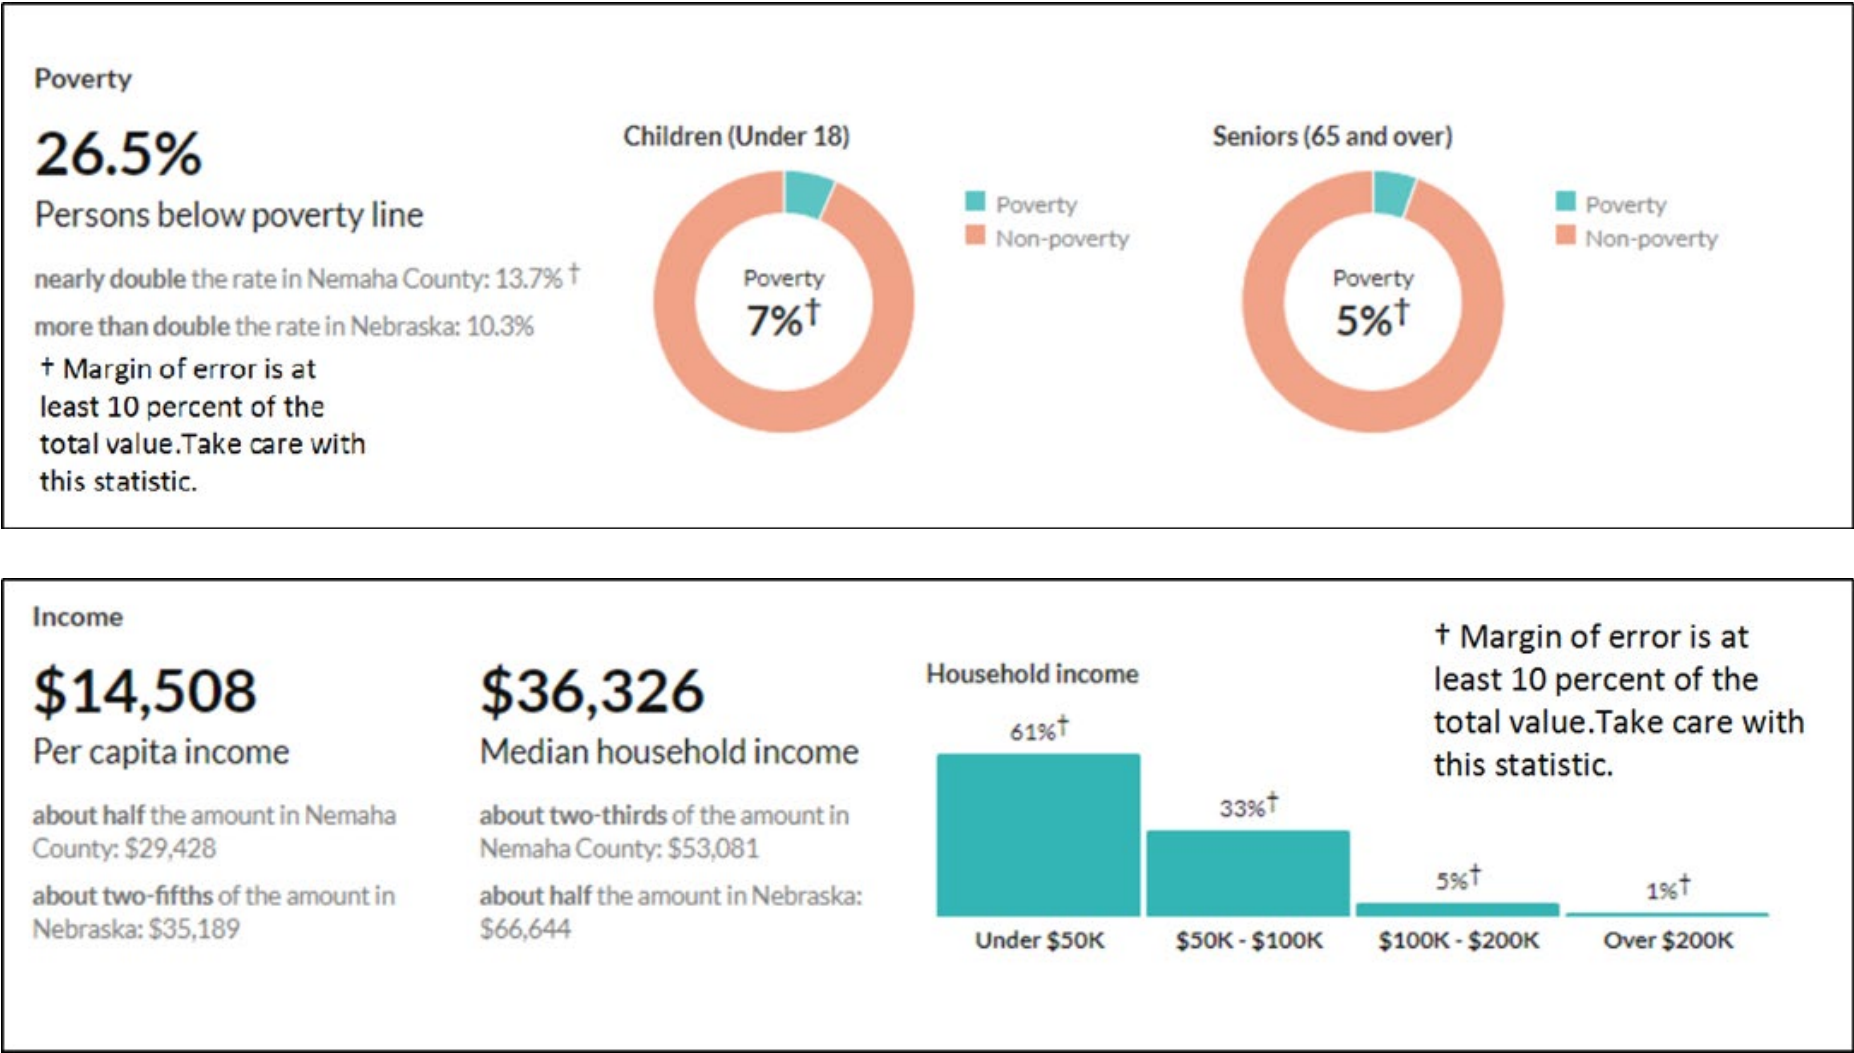 Poverty
26.5%
Persons below poverty line
nearly double the rate in Nemaha County: 13.7% †
more than double the rate in Nebraska: 10.3%
† Margin of error is at
least 10 percent of the
total value.Take care with
this statistic.
Children (Under 18)
Poverty
7%†
Poverty
Non-poverty
Seniors (65 and over)
Poverty
5%†
Poverty
Non-poverty
Income
$14,508
Per capita income
about half the amount in Nemaha
County: $29,428
about two-fifths of the amount in
Nebraska: $35,189
$36,326
Median household income
about two-thirds of the amount in
Nemaha County: $53,081
about half the amount in Nebraska:
$66,644
Household income
61%†
33%†
5%†
1%†
Under $50K
$50K - $100K
$100K - $200K
Over $200K
† Margin of error is at
least 10 percent of the
total value.Take care with
this statistic.